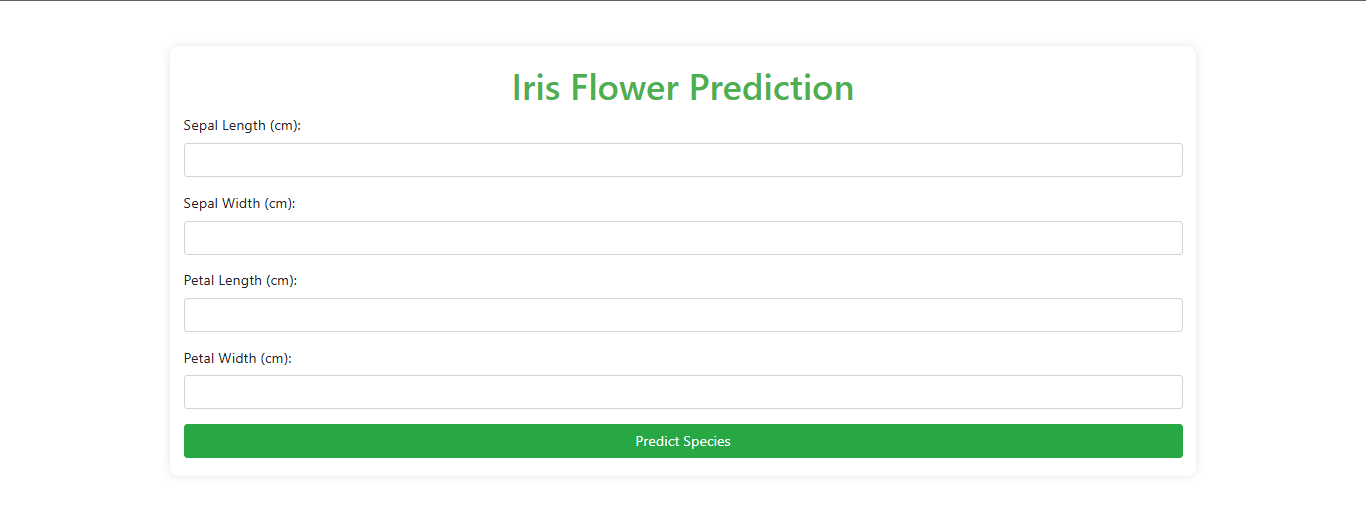 Iris Flower Prediction
Sepal Length (cm):
Sepal Width (cm):
Petal Length (cm):
Petal Width (cm):
Predict Species